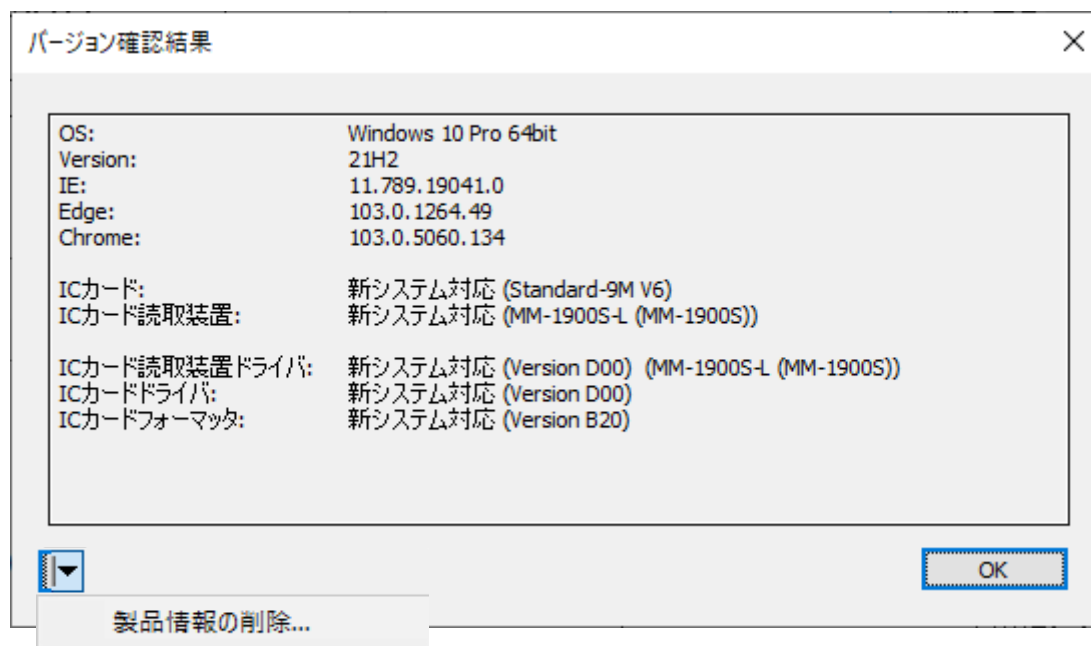 バージョン確認結果
OS: Windows 10 Pro 64bit
Version: 21H2
IE: 11.789.19041.0
Edge: 103.0.1264.49
Chrome: 103.0.5060.134
ICカード: 新システム対応 (Standard-9M V6)
ICカード読取装置: 新システム対応 (MM-1900S-L (MM-1900S))
ICカード読取装置ドライバ: 新システム対応 (Version D00) (MM-1900S-L (MM-1900S))
ICカードドライバ: 新システム対応 (Version D00)
ICカードフォーマッタ: 新システム対応 (Version B20)
OK
製品情報の削除...